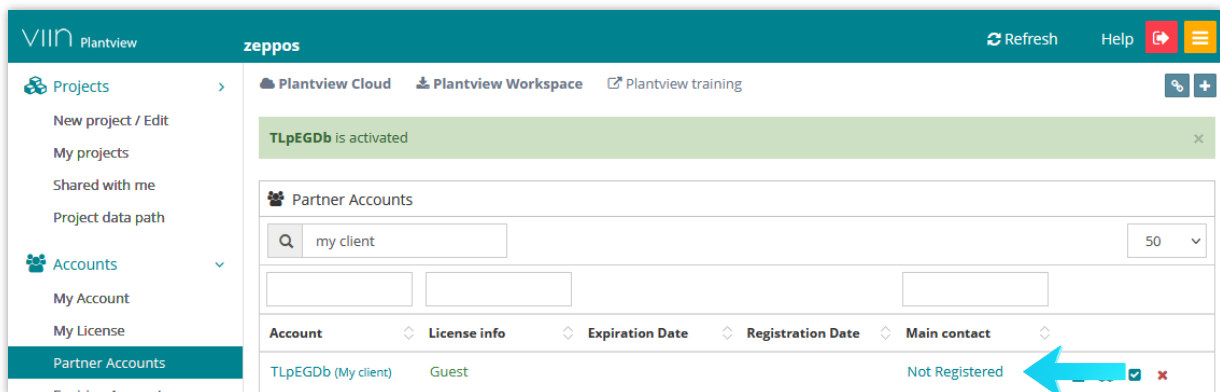 VIIN Plantview
zeppos
Refresh
Help
Projects
New project / Edit
My projects
Shared with me
Project data path
Accounts
My Account
My License
Partner Accounts
Plantview Cloud
Plantview Workspace
Plantview training
TLpEGDb is activated
×
Partner Accounts
my client
50
Account
License info
Expiration Date
Registration Date
Main contact
TLpEGDb (My client)
Guest
Not Registered